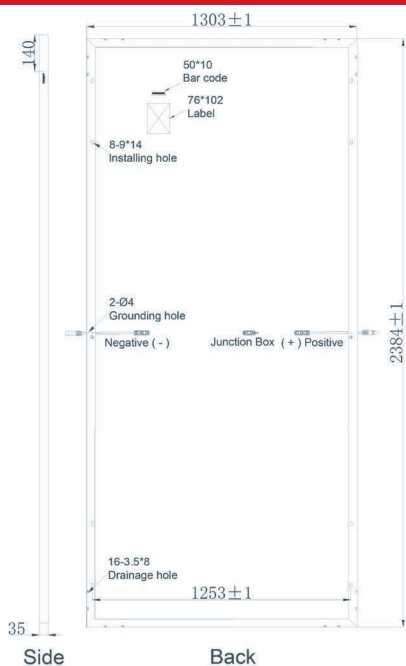 1303±1
140
50*10
Bar code
76*102
Label
8-9*14
Installing hole
2-Ø4
Grounding hole
Negative ( - )
Junction Box
( + ) Positive
2384±1
16-3.5*8
Drainage hole
1253±1
35
Side
Back